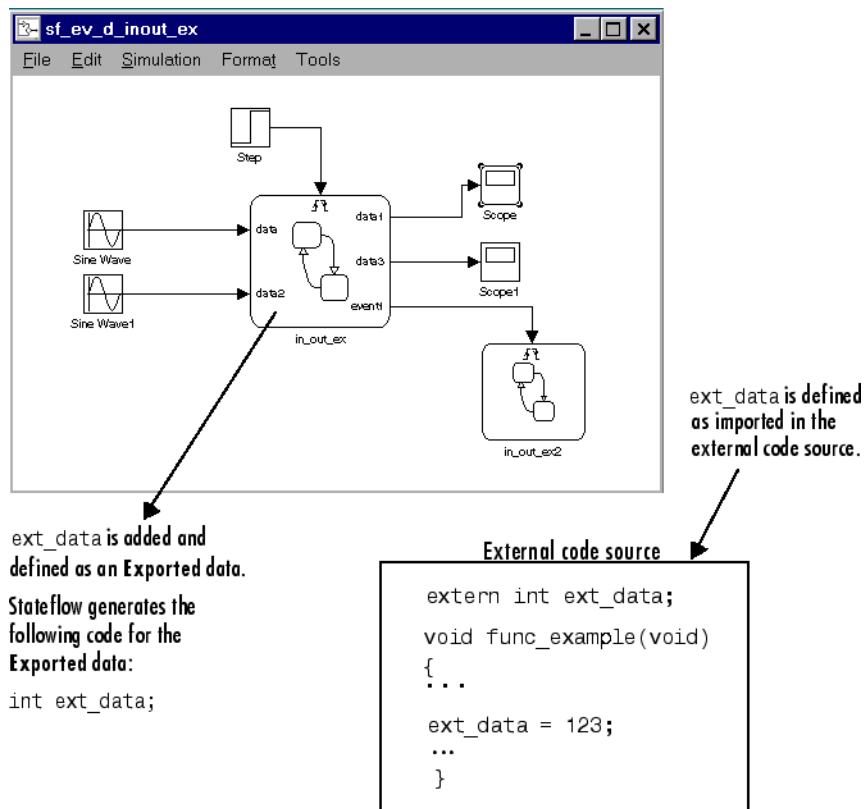 sf_ev_d_inout_ex
File Edit Simulation Format Tools
Step
data
data1
Scope
Sine Wave
data3
data2
Scope1
Sine Wave1
event1
in_out_ex
in_out_ex2
ext_data is defined
as imported in the
external code source.
ext_data is added and
defined as an Exported data.
Stateflow generates the
following code for the
Exported data:
int ext_data;
External code source
extern int ext_data;
void func_example(void)
{
...
ext_data = 123;
...
}